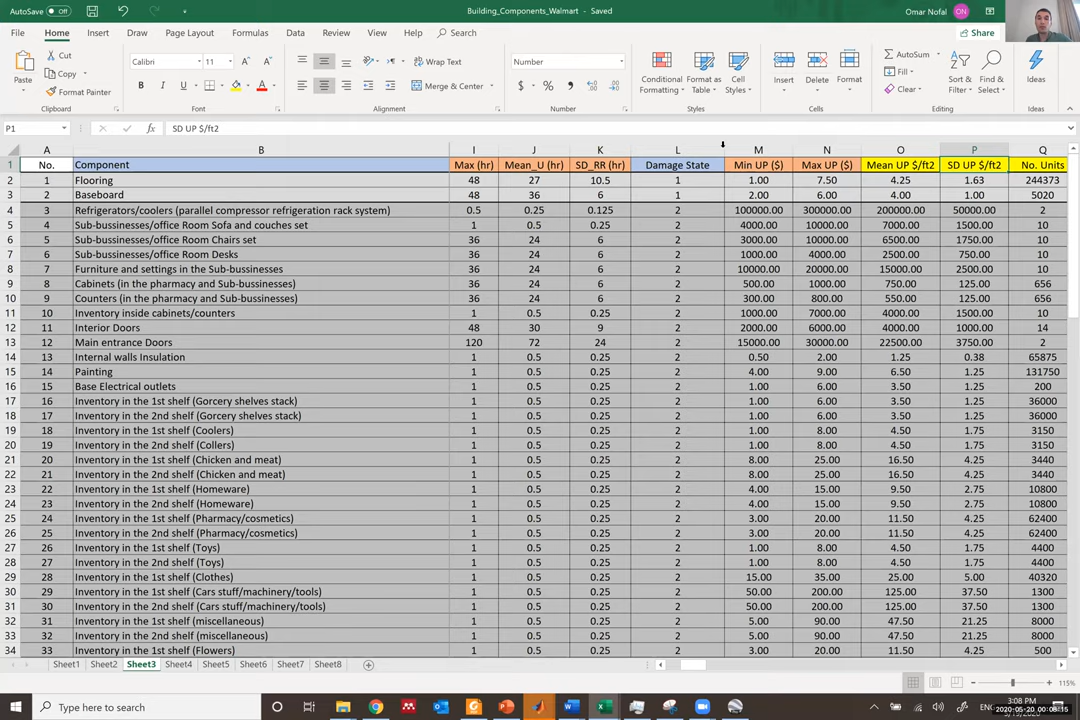 AutoSave Off
Building_Components_Walmart - Saved
Omar Nofal ON
File Home Insert Draw Page Layout Formulas Data Review View Help Search Share
Paste Cut Copy Format Painter
Calibri 11 Wrap Text Number Conditional Formatting Format as Table Cell Styles Insert Delete Format AutoSum Fill Clear Sort & Filter Find & Select Ideas
B I U Merge & Center
Clipboard Font Alignment Number Styles Cells Editing Ideas
P1 fx SD UP $/ft2
A B I J K L M N O P Q
1 No. Component Max (hr) Mean_U (hr) SD_RR (hr) Damage State Min UP ($) Max UP ($) Mean UP $/ft2 SD UP $/ft2 No. Units
2 1 Flooring 48 27 10.5 1 1.00 7.50 4.25 1.63 244373
3 2 Baseboard 48 36 6 1 2.00 6.00 4.00 1.00 5020
4 3 Refrigerators/coolers (parallel compressor refrigeration rack system) 0.5 0.25 0.125 2 100000.00 300000.00 200000.00 50000.00 2
5 4 Sub-bussinesses/office Room Sofa and couches set 1 0.5 0.25 2 4000.00 10000.00 7000.00 1500.00 10
6 5 Sub-bussinesses/office Room Chairs set 36 24 6 2 3000.00 10000.00 6500.00 1750.00 10
7 6 Sub-bussinesses/office Room Desks 36 24 6 2 1000.00 4000.00 2500.00 750.00 10
8 7 Furniture and settings in the Sub-bussinesses 36 24 6 2 10000.00 20000.00 15000.00 2500.00 10
9 8 Cabinets (in the pharmacy and Sub-bussinesses) 36 24 6 2 500.00 1000.00 750.00 125.00 656
10 9 Counters (in the pharmacy and Sub-bussinesses) 36 24 6 2 300.00 800.00 550.00 125.00 656
11 10 Inventory inside cabinets/counters 1 0.5 0.25 2 1000.00 7000.00 4000.00 1500.00 10
12 11 Interior Doors 48 30 9 2 2000.00 6000.00 4000.00 1000.00 14
13 12 Main entrance Doors 120 72 24 2 15000.00 30000.00 22500.00 3750.00 2
14 13 Internal walls Insulation 1 0.5 0.25 2 0.50 2.00 1.25 0.38 65875
15 14 Painting 1 0.5 0.25 2 4.00 9.00 6.50 1.25 131750
16 15 Base Electrical outlets 1 0.5 0.25 2 1.00 6.00 3.50 1.25 200
17 16 Inventory in the 1st shelf (Gorcery shelves stack) 1 0.5 0.25 2 1.00 6.00 3.50 1.25 36000
18 17 Inventory in the 2nd shelf (Gorcery shelves stack) 1 0.5 0.25 2 1.00 6.00 3.50 1.25 36000
19 18 Inventory in the 1st shelf (Coolers) 1 0.5 0.25 2 1.00 8.00 4.50 1.75 3150
20 19 Inventory in the 2nd shelf (Collers) 1 0.5 0.25 2 1.00 8.00 4.50 1.75 3150
21 20 Inventory in the 1st shelf (Chicken and meat) 1 0.5 0.25 2 8.00 25.00 16.50 4.25 3440
22 21 Inventory in the 2nd shelf (Chicken and meat) 1 0.5 0.25 2 8.00 25.00 16.50 4.25 3440
23 22 Inventory in the 1st shelf (Homeware) 1 0.5 0.25 2 4.00 15.00 9.50 2.75 10800
24 23 Inventory in the 2nd shelf (Homeware) 1 0.5 0.25 2 4.00 15.00 9.50 2.75 10800
25 24 Inventory in the 1st shelf (Pharmacy/cosmetics) 1 0.5 0.25 2 3.00 20.00 11.50 4.25 62400
26 25 Inventory in the 2nd shelf (Pharmacy/cosmetics) 1 0.5 0.25 2 3.00 20.00 11.50 4.25 62400
27 26 Inventory in the 1st shelf (Toys) 1 0.5 0.25 2 1.00 8.00 4.50 1.75 4400
28 27 Inventory in the 2nd shelf (Toys) 1 0.5 0.25 2 1.00 8.00 4.50 1.75 4400
29 28 Inventory in the 1st shelf (Clothes) 1 0.5 0.25 2 15.00 35.00 25.00 5.00 40320
30 29 Inventory in the 1st shelf (Cars stuff/machinery/tools) 1 0.5 0.25 2 50.00 200.00 125.00 37.50 1300
31 30 Inventory in the 2nd shelf (Cars stuff/machinery/tools) 1 0.5 0.25 2 50.00 200.00 125.00 37.50 1300
32 31 Inventory in the 1st shelf (miscellaneous) 1 0.5 0.25 2 5.00 90.00 47.50 21.25 8000
33 32 Inventory in the 2nd shelf (miscellaneous) 1 0.5 0.25 2 5.00 90.00 47.50 21.25 8000
34 33 Inventory in the 1st shelf (Flowers) 1 0.5 0.25 2 3.00 20.00 11.50 4.25 500
Sheet1 Sheet2 Sheet3 Sheet4 Sheet5 Sheet6 Sheet7 Sheet8
115%
Type here to search
ENG
3:08 PM
2020-05-20 00:08:15